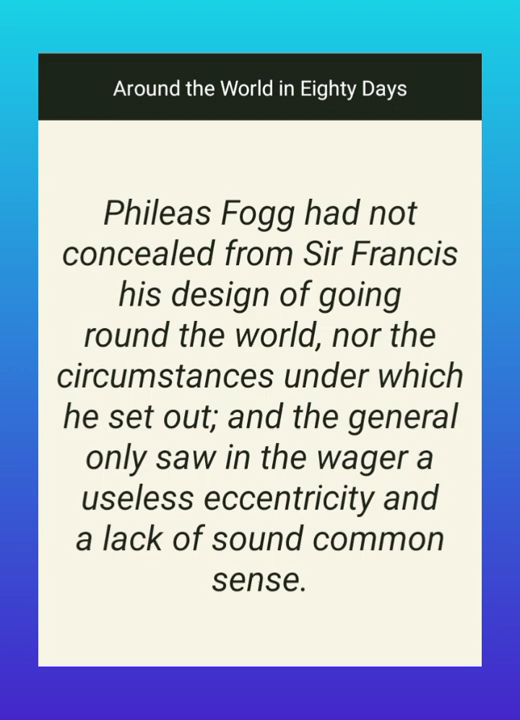 Around the World in Eighty Days
Phileas Fogg had not
concealed from Sir Francis
his design of going
round the world, nor the
circumstances under which
he set out; and the general
only saw in the wager a
useless eccentricity and
a lack of sound common
sense.